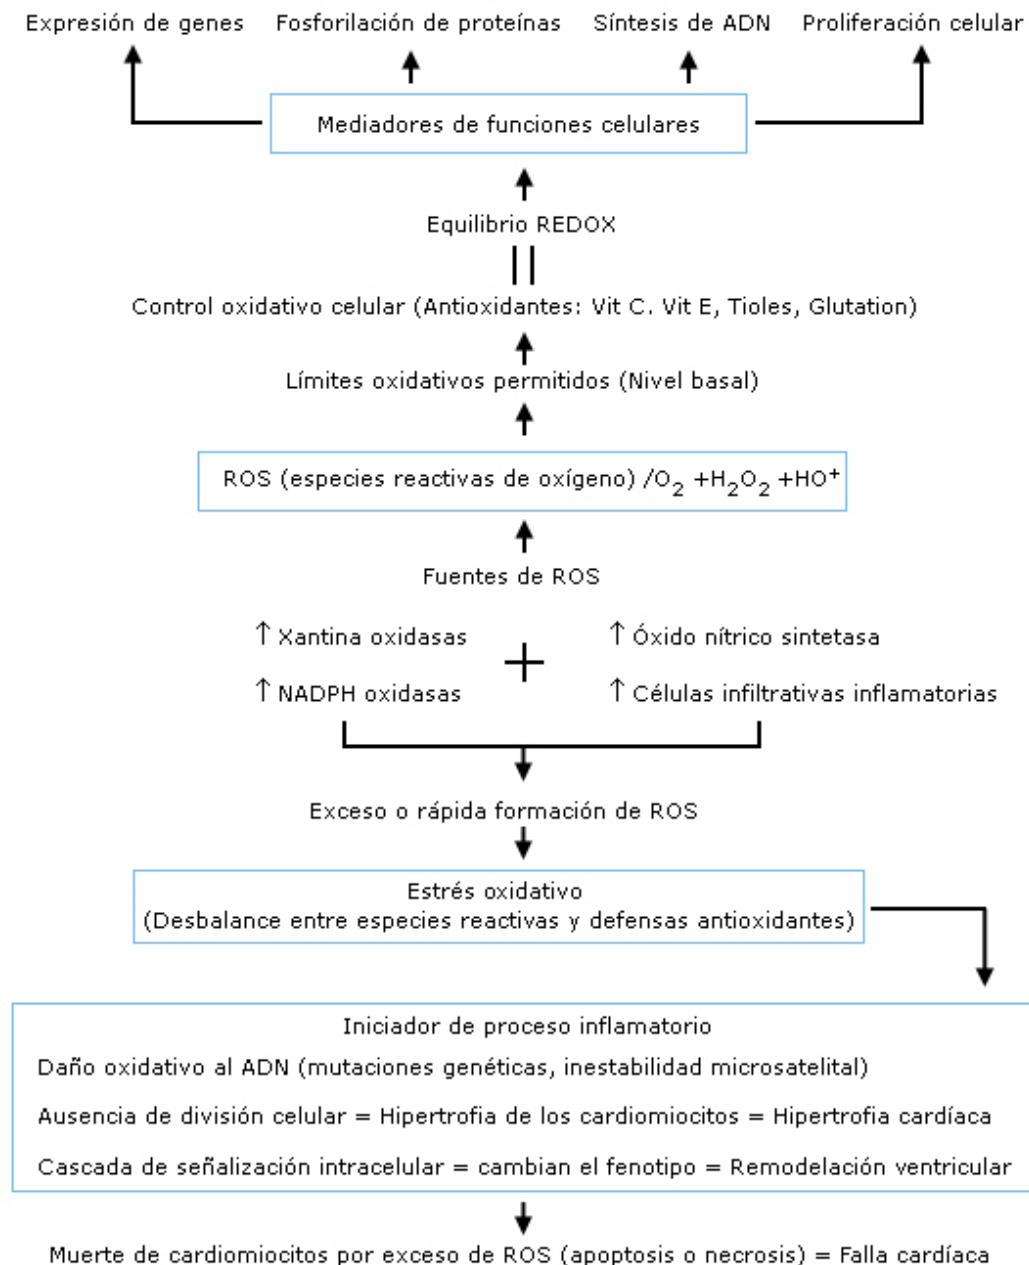 Expresión de genes Fosforilación de proteínas Síntesis de ADN Proliferación celular
Mediadores de funciones celulares
Equilibrio REDOX
Control oxidativo celular (Antioxidantes: Vit C. Vit E, Tioles, Glutation)
Límites oxidativos permitidos (Nivel basal)
ROS (especies reactivas de oxígeno) /O₂ +H₂O₂ +HO⁺
Fuentes de ROS
↑ Xantina oxidasas ↑ Óxido nítrico sintetasa
+
↑ NADPH oxidasas ↑ Células infiltrativas inflamatorias
Exceso o rápida formación de ROS
Estrés oxidativo
(Desbalance entre especies reactivas y defensas antioxidantes)
Iniciador de proceso inflamatorio
Daño oxidativo al ADN (mutaciones genéticas, inestabilidad microsatelital)
Ausencia de división celular = Hipertrofia de los cardiomiocitos = Hipertrofia cardíaca
Cascada de señalización intracelular = cambian el fenotipo = Remodelación ventricular
Muerte de cardiomiocitos por exceso de ROS (apoptosis o necrosis) = Falla cardíaca